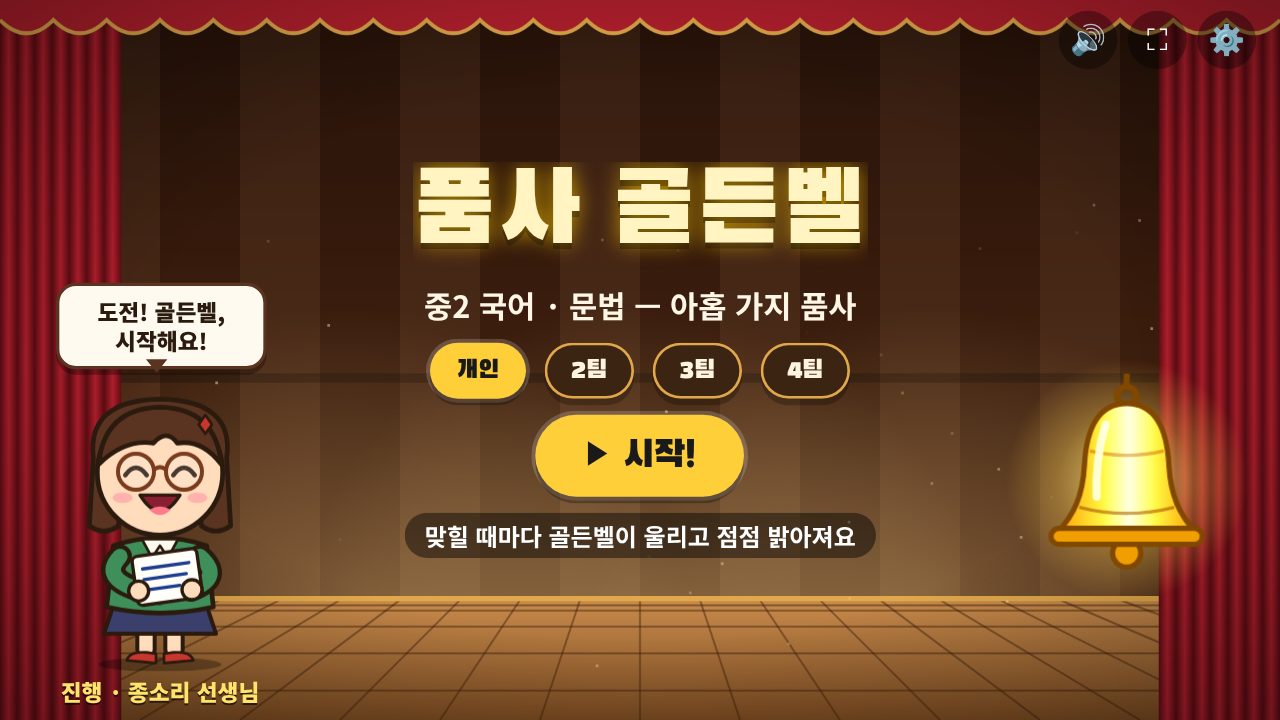 품사 골든벨
중2 국어 · 문법 — 아홉 가지 품사
도전! 골든벨,
시작해요!
개인
2팀
3팀
4팀
▶ 시작!
맞힐 때마다 골든벨이 울리고 점점 밝아져요
진행 · 종소리 선생님